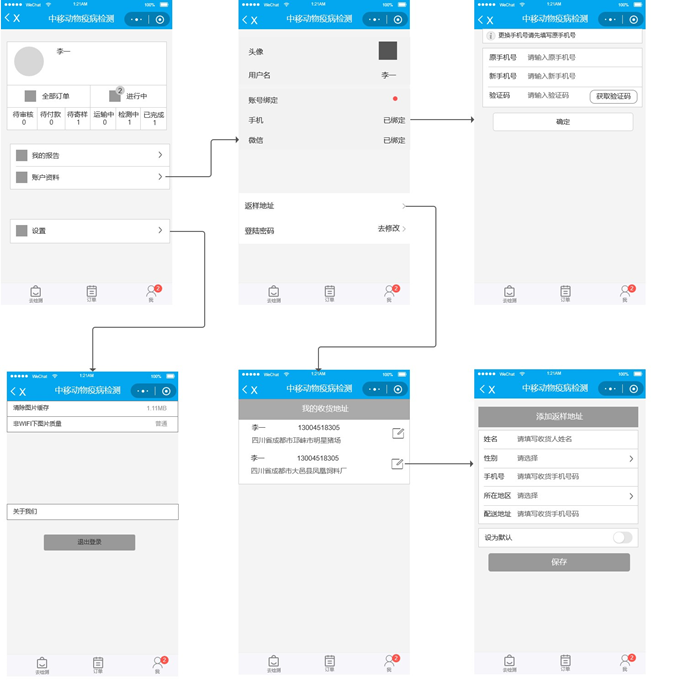 WeChat 1:21AM 100%
X 中移动物疫病检测
李一
全部订单 2 进行中
待审核 待付款 待寄样 运输中 检测中 已完成
0 0 1 0 1 1
我的报告
账户资料
设置
去检测 订单 我 2
WeChat 1:21AM 100%
X 中移动物疫病检测
头像
用户名 李一
账号绑定
手机 已绑定
微信 已绑定
返样地址
登陆密码 去修改
去检测 订单 我 2
WeChat 1:21AM 100%
X 中移动物疫病检测
更换手机号请先填写原手机号
原手机号 请输入原手机号
新手机号 请输入新手机号
验证码 请输入验证码 获取验证码
确定
去检测 订单 我 2
WeChat 1:21AM 100%
X 中移动物疫病检测
清除图片缓存 1.11MB
非WIFI下图片质量 普通
关于我们
退出登录
去检测 订单 我 2
WeChat 1:21AM 100%
X 中移动物疫病检测
我的收货地址
李一 13004518305
四川省成都市邛崃市明星猪场
李一 13004518305
四川省成都市大邑县凤凰饲料厂
去检测 订单 我 2
WeChat 1:21AM 100%
X 中移动物疫病检测
添加返样地址
姓名 请填写收货人姓名
性别 请选择
手机号 请填写收货手机号码
所在地区 请选择
配送地址 请填写收货手机号码
设为默认
保存
去检测 订单 我 2